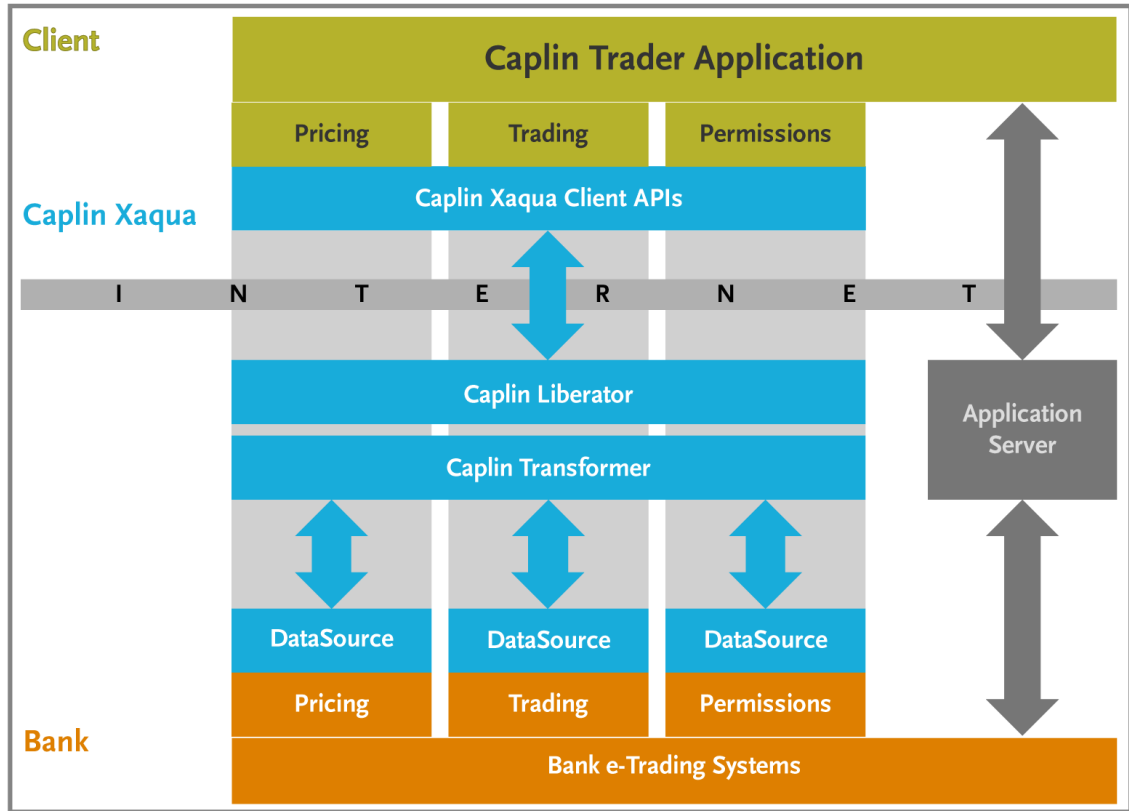 Client
Caplin Trader Application
Pricing
Trading
Permissions
Caplin Xaqua Client APIs
Caplin Xaqua
I N T E R N E T
Caplin Liberator
Application
Server
Caplin Transformer
DataSource
DataSource
DataSource
Pricing
Trading
Permissions
Bank
Bank e-Trading Systems